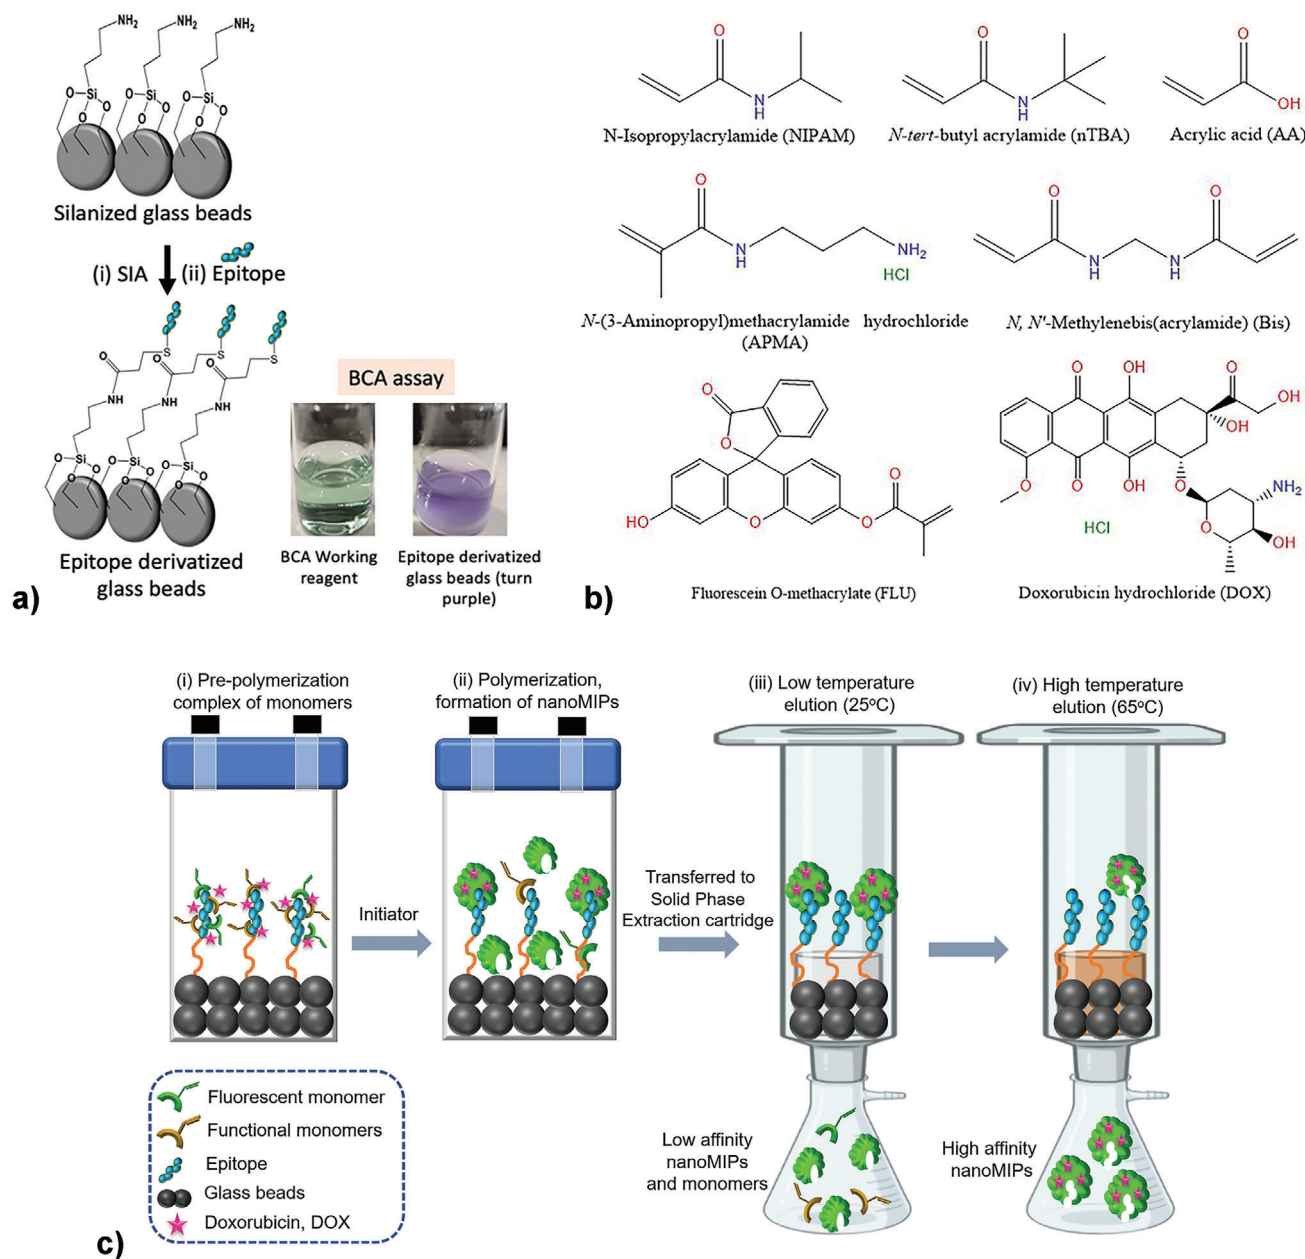 NH2
NH2
NH2
Si
Si
Si
O
O
O
O
O
O
O
O
O
Silanized glass beads
(i) SIA
(ii) Epitope
S
S
S
O
O
O
NH
NH
NH
Si
Si
Si
O
O
O
O
O
O
O
O
O
Epitope derivatized
glass beads
BCA assay
BCA Working
reagent
Epitope derivatized
glass beads (turn
purple)
a)
O
N
H
N-Isopropylacrylamide (NIPAM)
O
N
H
N-tert-butyl acrylamide (nTBA)
O
OH
Acrylic acid (AA)
O
N
H
NH2
HCl
N-(3-Aminopropyl)methacrylamide hydrochloride
(APMA)
O
N
H
N
H
O
N, N'-Methylenebis(acrylamide) (Bis)
O
O
HO
O
O
O
Fluorescein O-methacrylate (FLU)
O
OH
O
OH
OH
O
O
OH
O
O
NH2
O
OH
HCl
Doxorubicin hydrochloride (DOX)
b)
(i) Pre-polymerization
complex of monomers
Initiator
(ii) Polymerization,
formation of nanoMIPs
Transferred to
Solid Phase
Extraction cartridge
(iii) Low temperature
elution (25°C)
Low affinity
nanoMIPs
and monomers
(iv) High temperature
elution (65°C)
High affinity
nanoMIPs
Fluorescent monomer
Functional monomers
Epitope
Glass beads
Doxorubicin, DOX
c)